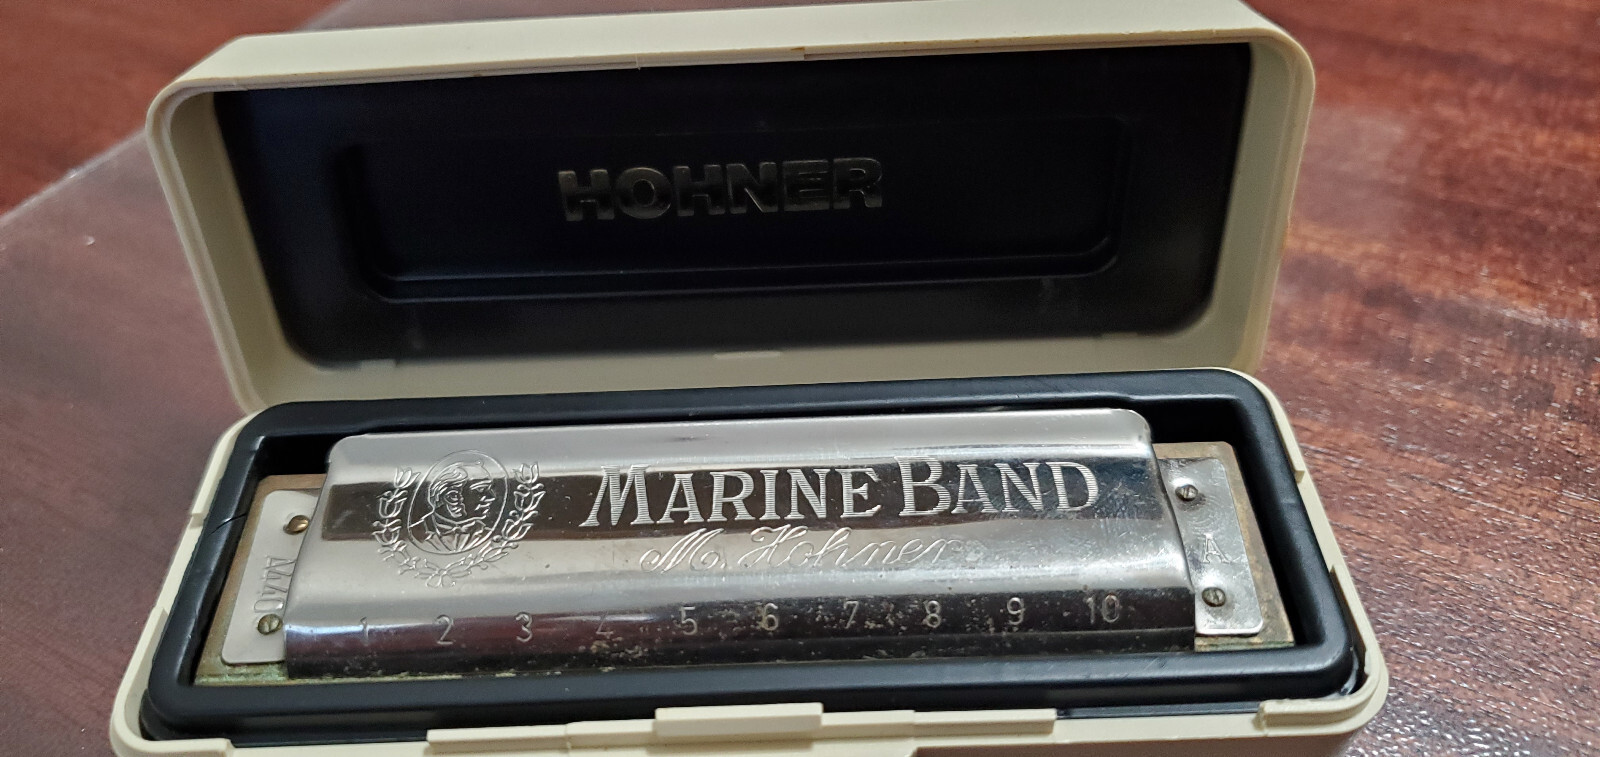 HOHNER
MARINE BAND
M. Hohner
A
1 2 3 4 5 6 7 8 9 10